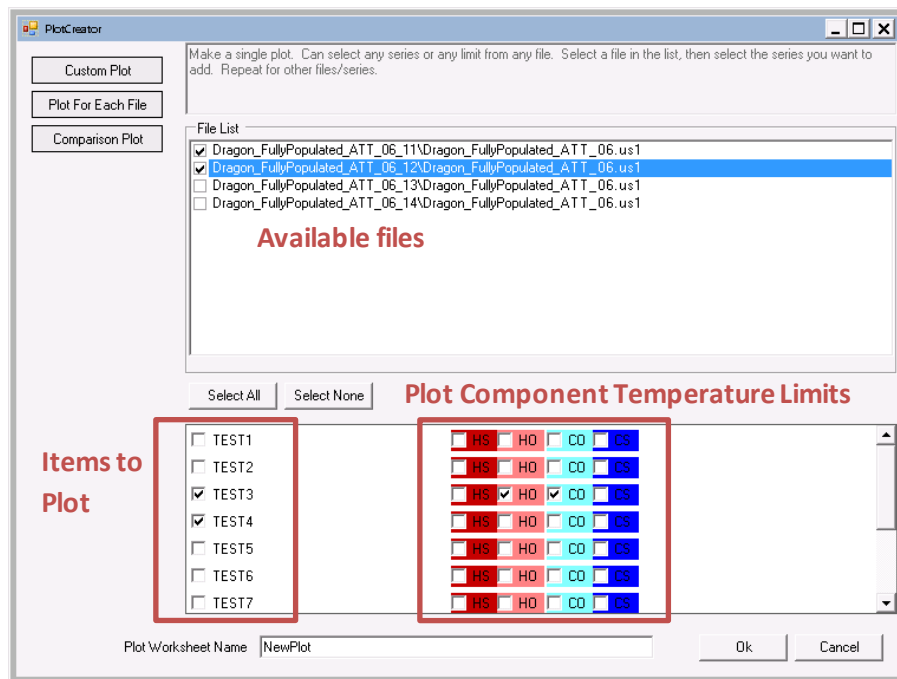 PlotCreator
Custom Plot
Plot For Each File
Comparison Plot
Make a single plot. Can select any series or any limit from any file. Select a file in the list, then select the series you want to
add. Repeat for other files/series.
File List
Dragon_FullyPopulated_ATT_06_11\Dragon_FullyPopulated_ATT_06.us1
Dragon_FullyPopulated_ATT_06_12\Dragon_FullyPopulated_ATT_06.us1
Dragon_FullyPopulated_ATT_06_13\Dragon_FullyPopulated_ATT_06.us1
Dragon_FullyPopulated_ATT_06_14\Dragon_FullyPopulated_ATT_06.us1
Available files
Select All Select None
Plot Component Temperature Limits
Items to
Plot
TEST1 HS HO CO CS
TEST2 HS HO CO CS
TEST3 HS HO CO CS
TEST4 HS HO CO CS
TEST5 HS HO CO CS
TEST6 HS HO CO CS
TEST7 HS HO CO CS
Plot Worksheet Name NewPlot Ok Cancel